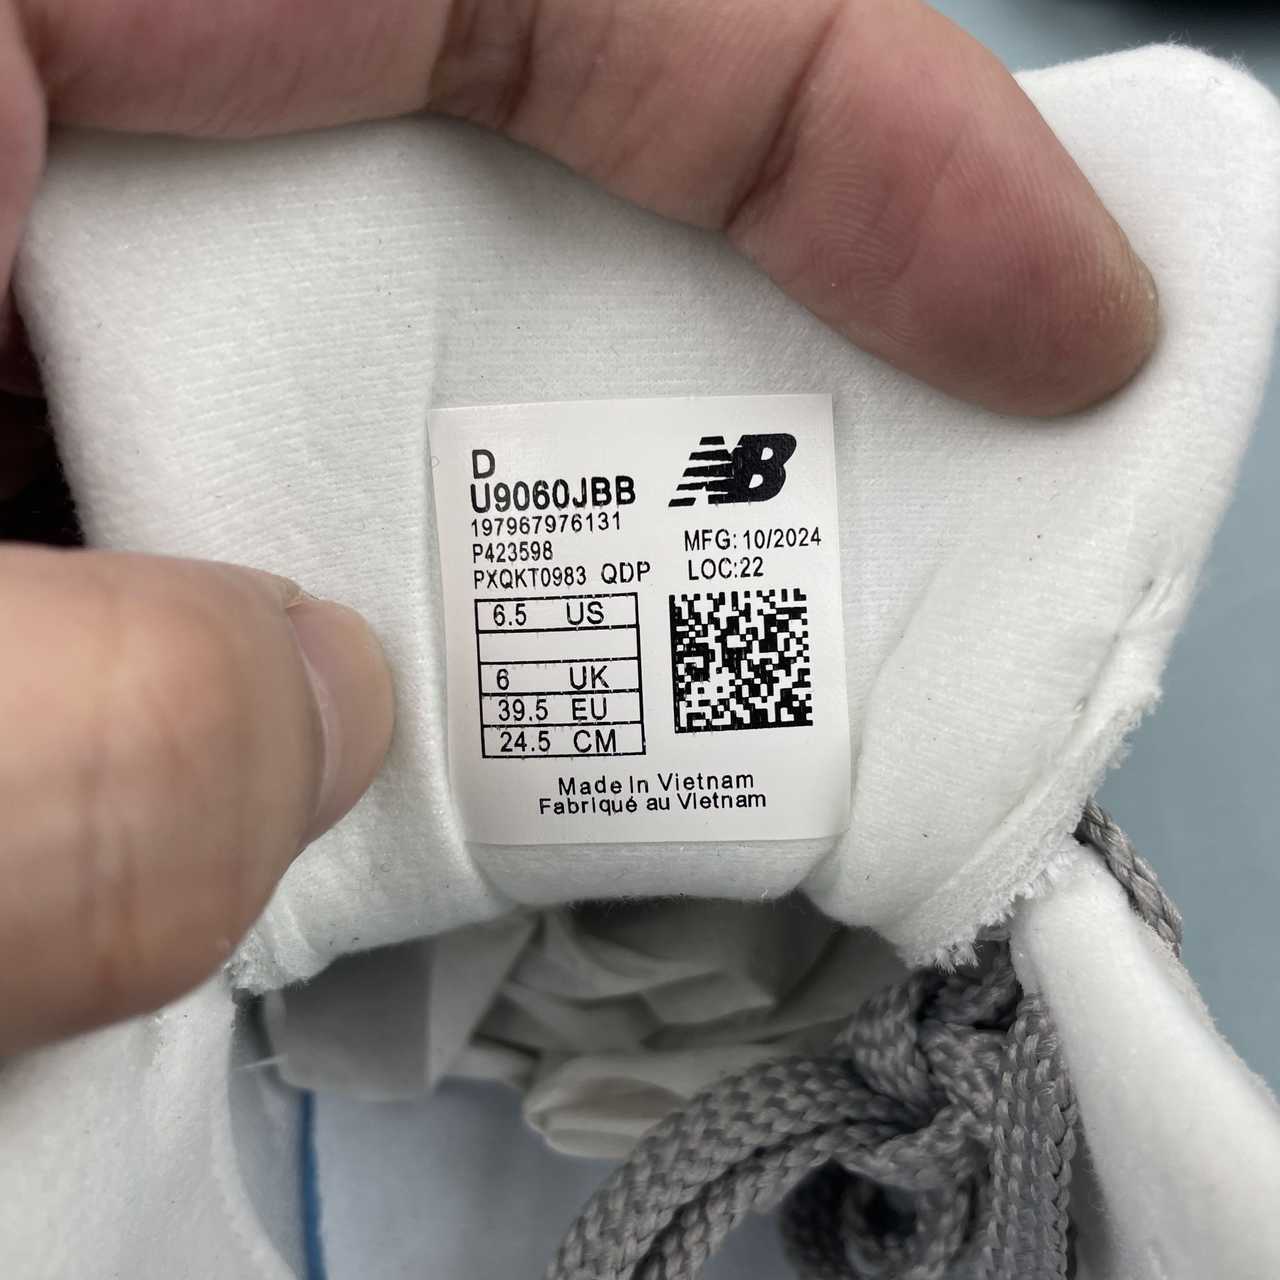 D
U9060JBB
197967976131
P423598
PXQKT0983 QDP
NB
MFG: 10/2024
LOC:22
6.5 US
6 UK
39.5 EU
24.5 CM
Made In Vietnam
Fabriqué au Vietnam